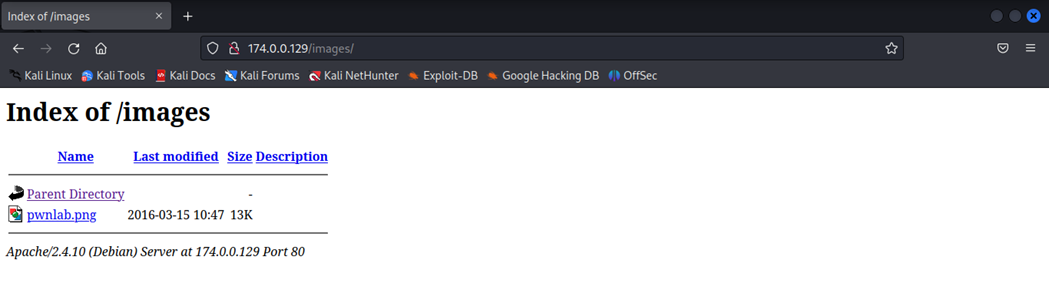 Index of /images
174.0.0.129/images/
Kali Linux Kali Tools Kali Docs Kali Forums Kali NetHunter Exploit-DB Google Hacking DB OffSec
Index of /images
Name Last modified Size Description
Parent Directory -
pwnlab.png 2016-03-15 10:47 13K
Apache/2.4.10 (Debian) Server at 174.0.0.129 Port 80